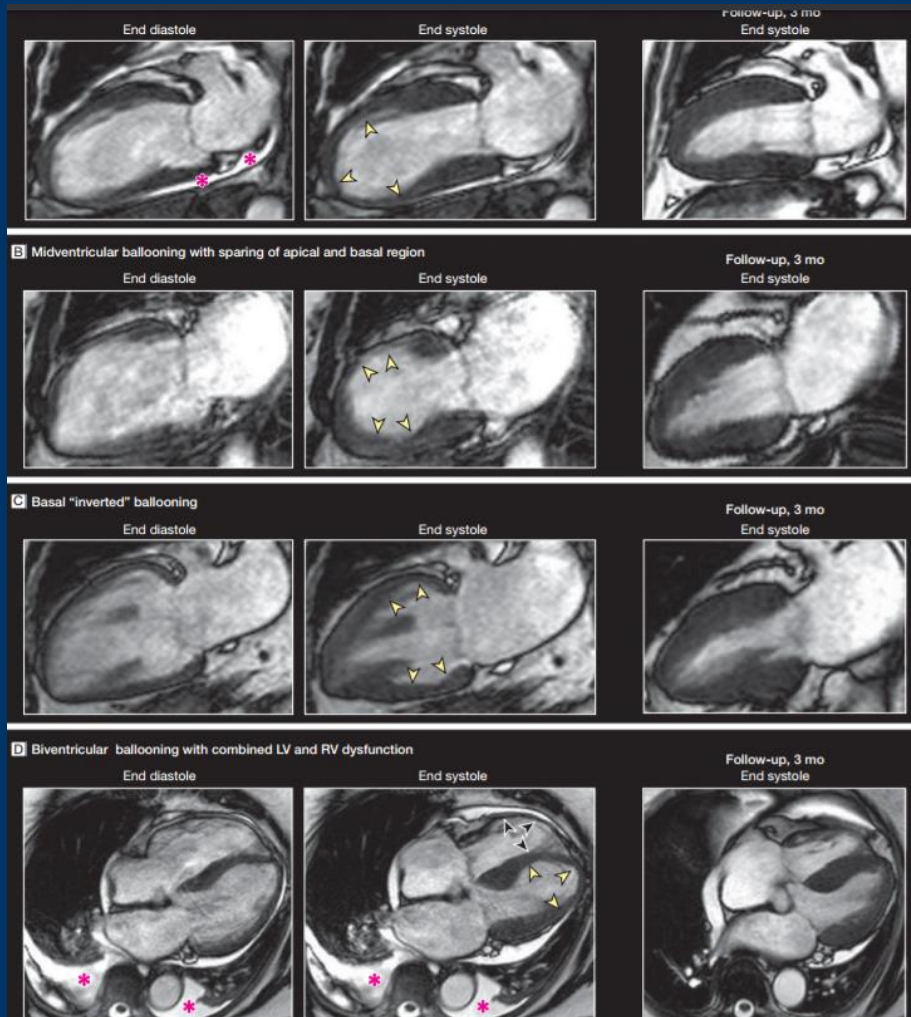 Follow-up, 3 mo
End diastole End systole End systole
B Midventricular ballooning with sparing of apical and basal region
Follow-up, 3 mo
End diastole End systole End systole
C Basal “inverted” ballooning
Follow-up, 3 mo
End diastole End systole End systole
D Biventricular ballooning with combined LV and RV dysfunction
Follow-up, 3 mo
End diastole End systole End systole